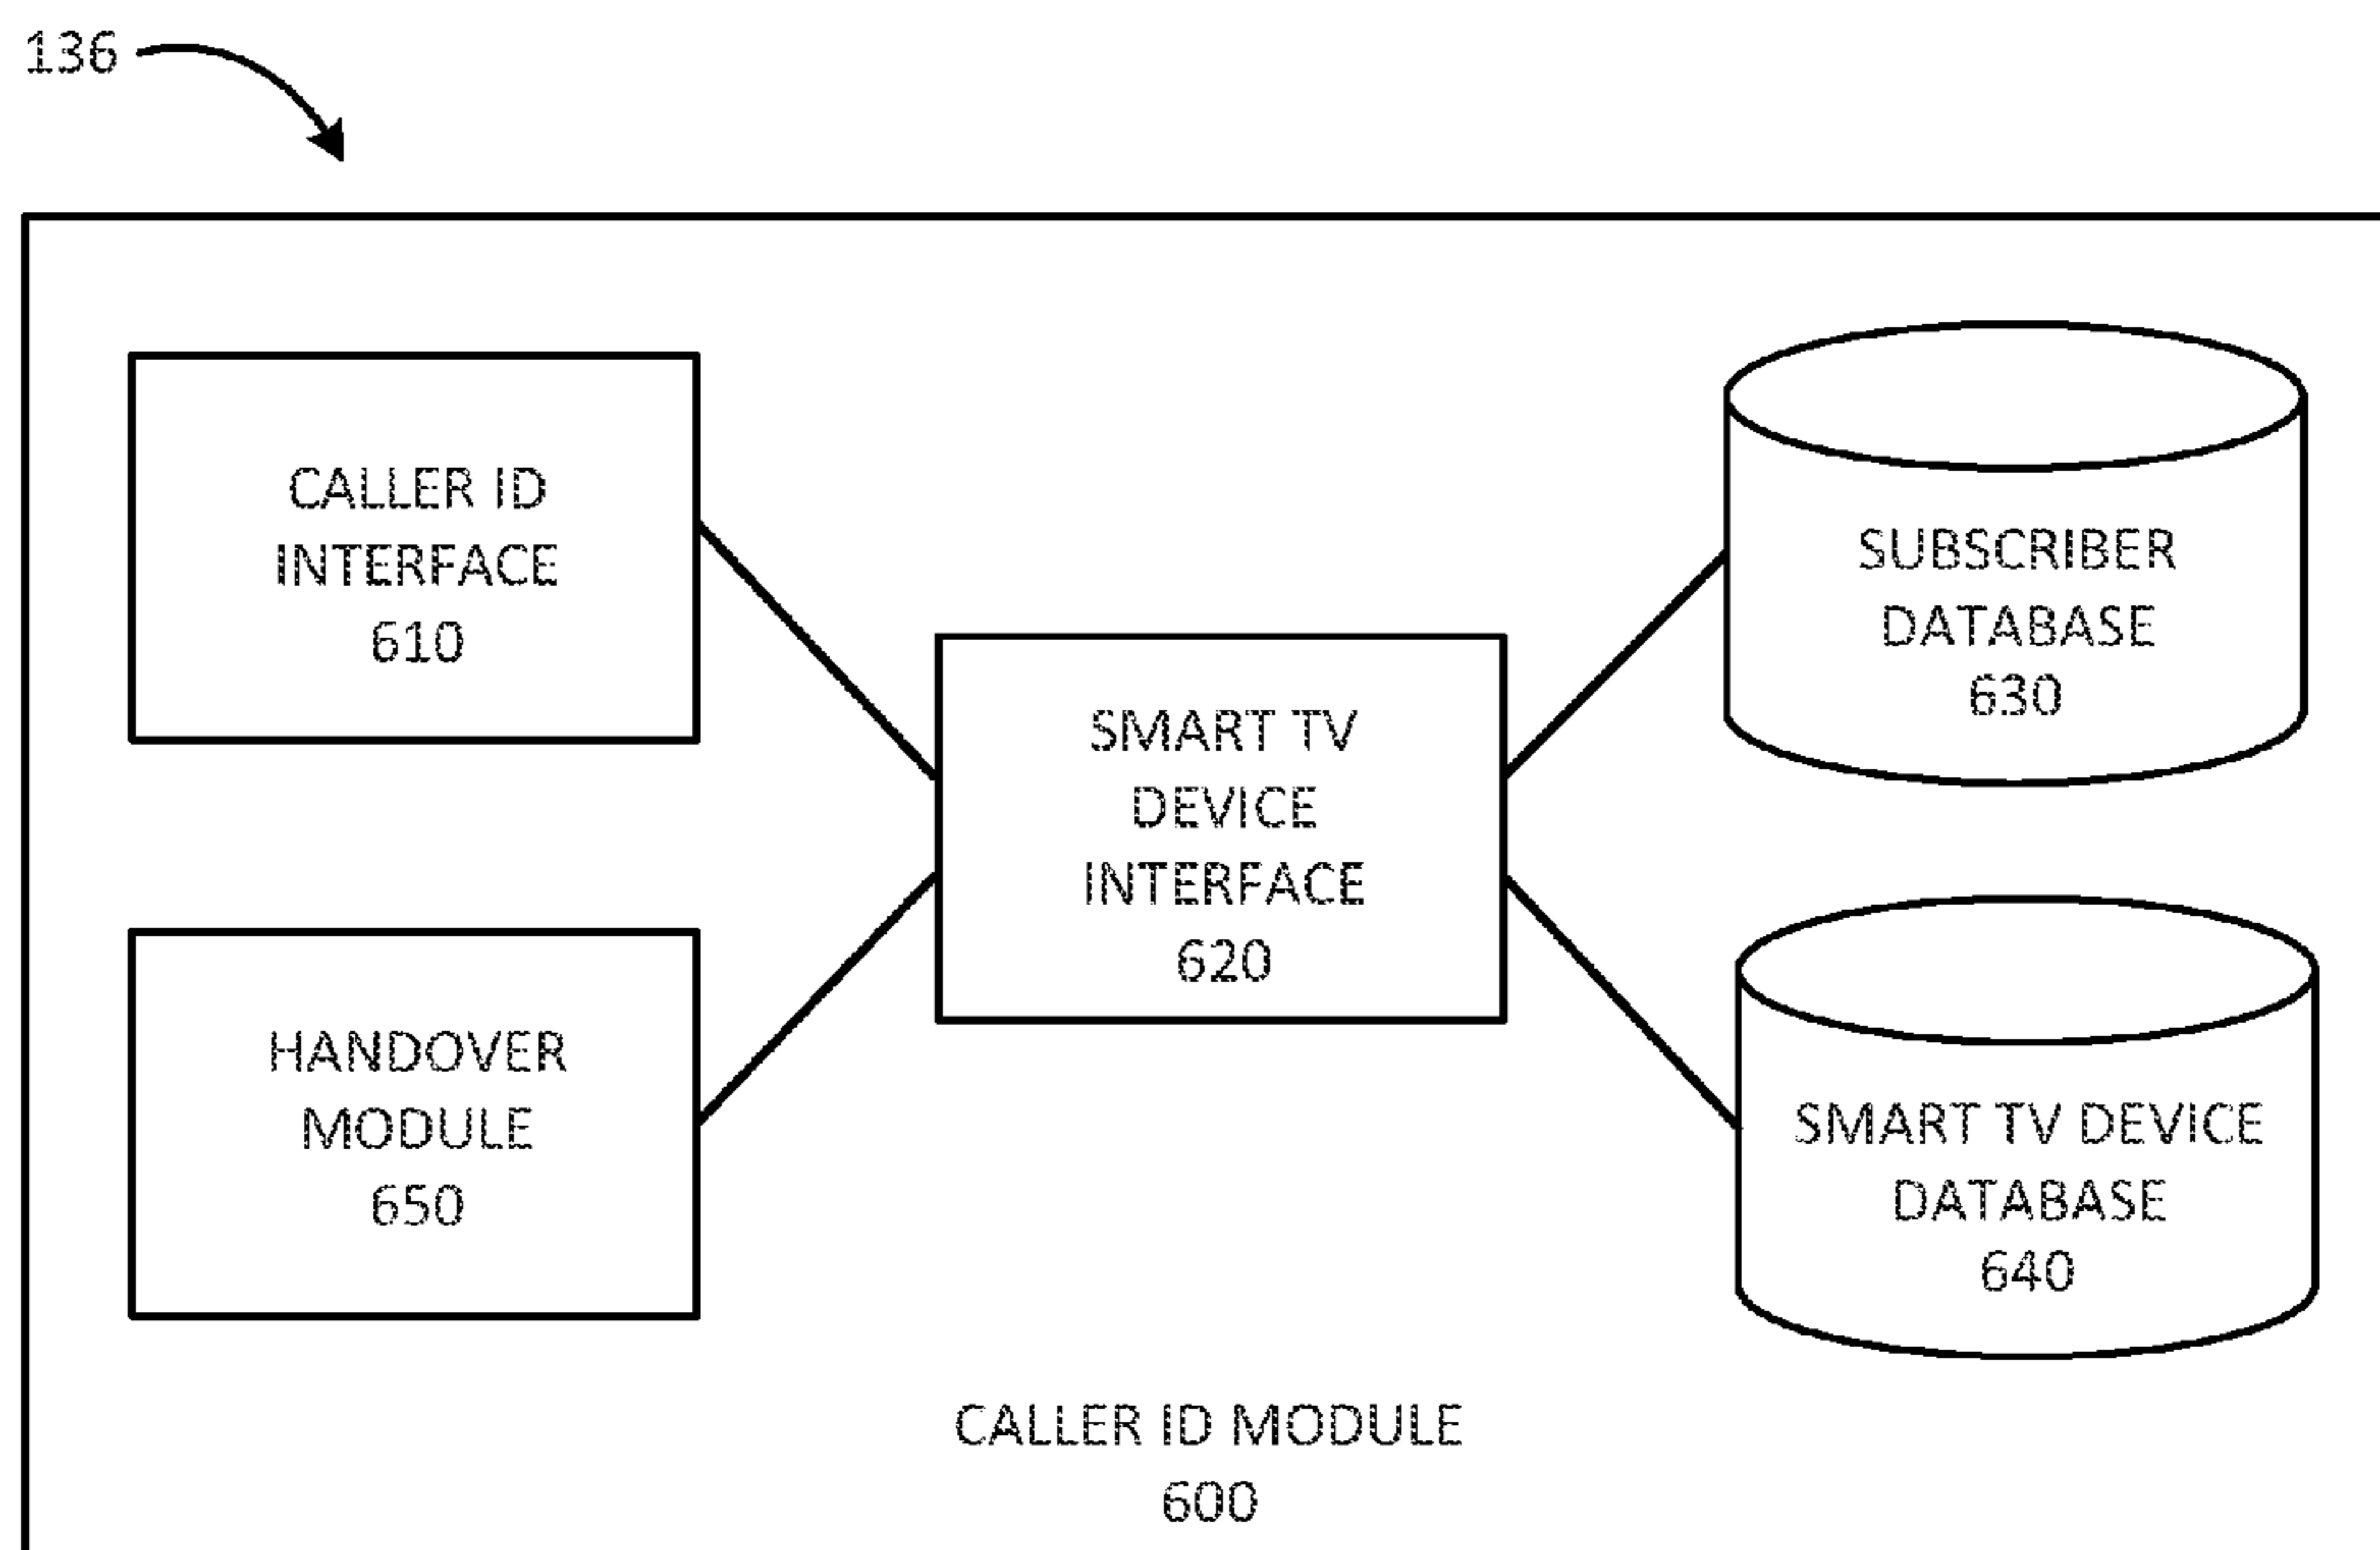 136
CALLER ID
INTERFACE
610
SUBSCRIBER
DATABASE
630
SMART TV
DEVICE
INTERFACE
620
HANDOVER
MODULE
650
SMART TV DEVICE
DATABASE
640
CALLER ID MODULE
600